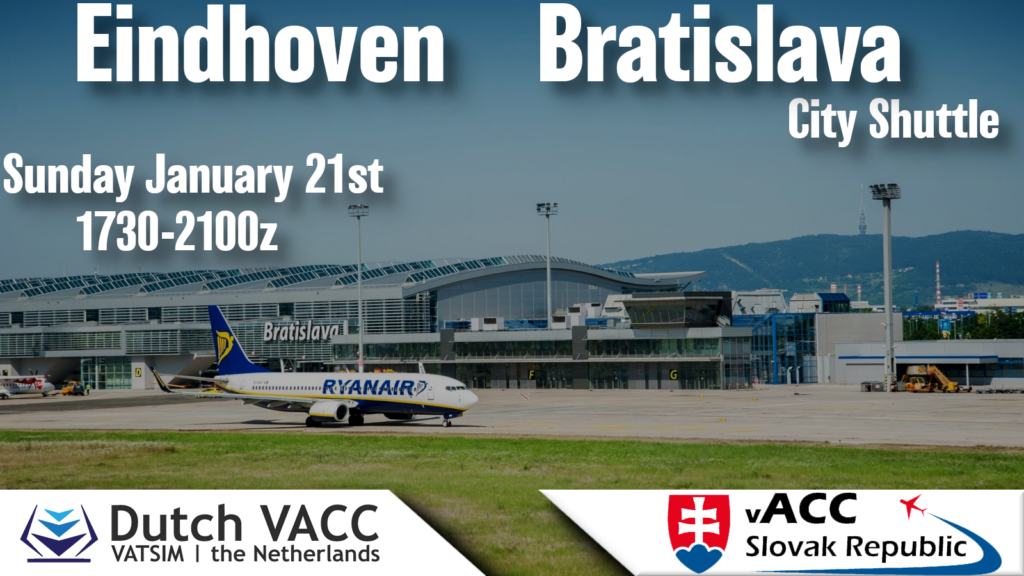 Eindhoven
Bratislava
City Shuttle
Sunday January 21st
1730-2100z
Bratislava
RYANAIR
D
F
G
Dutch VACC
VATSIM | the Netherlands
vACC
Slovak Republic